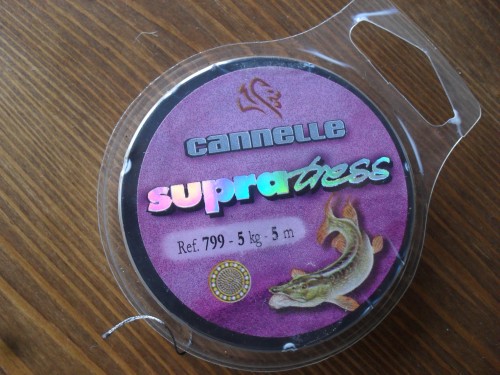 CANNELLE
supratress
Ref. 799 - 5 kg - 5 m